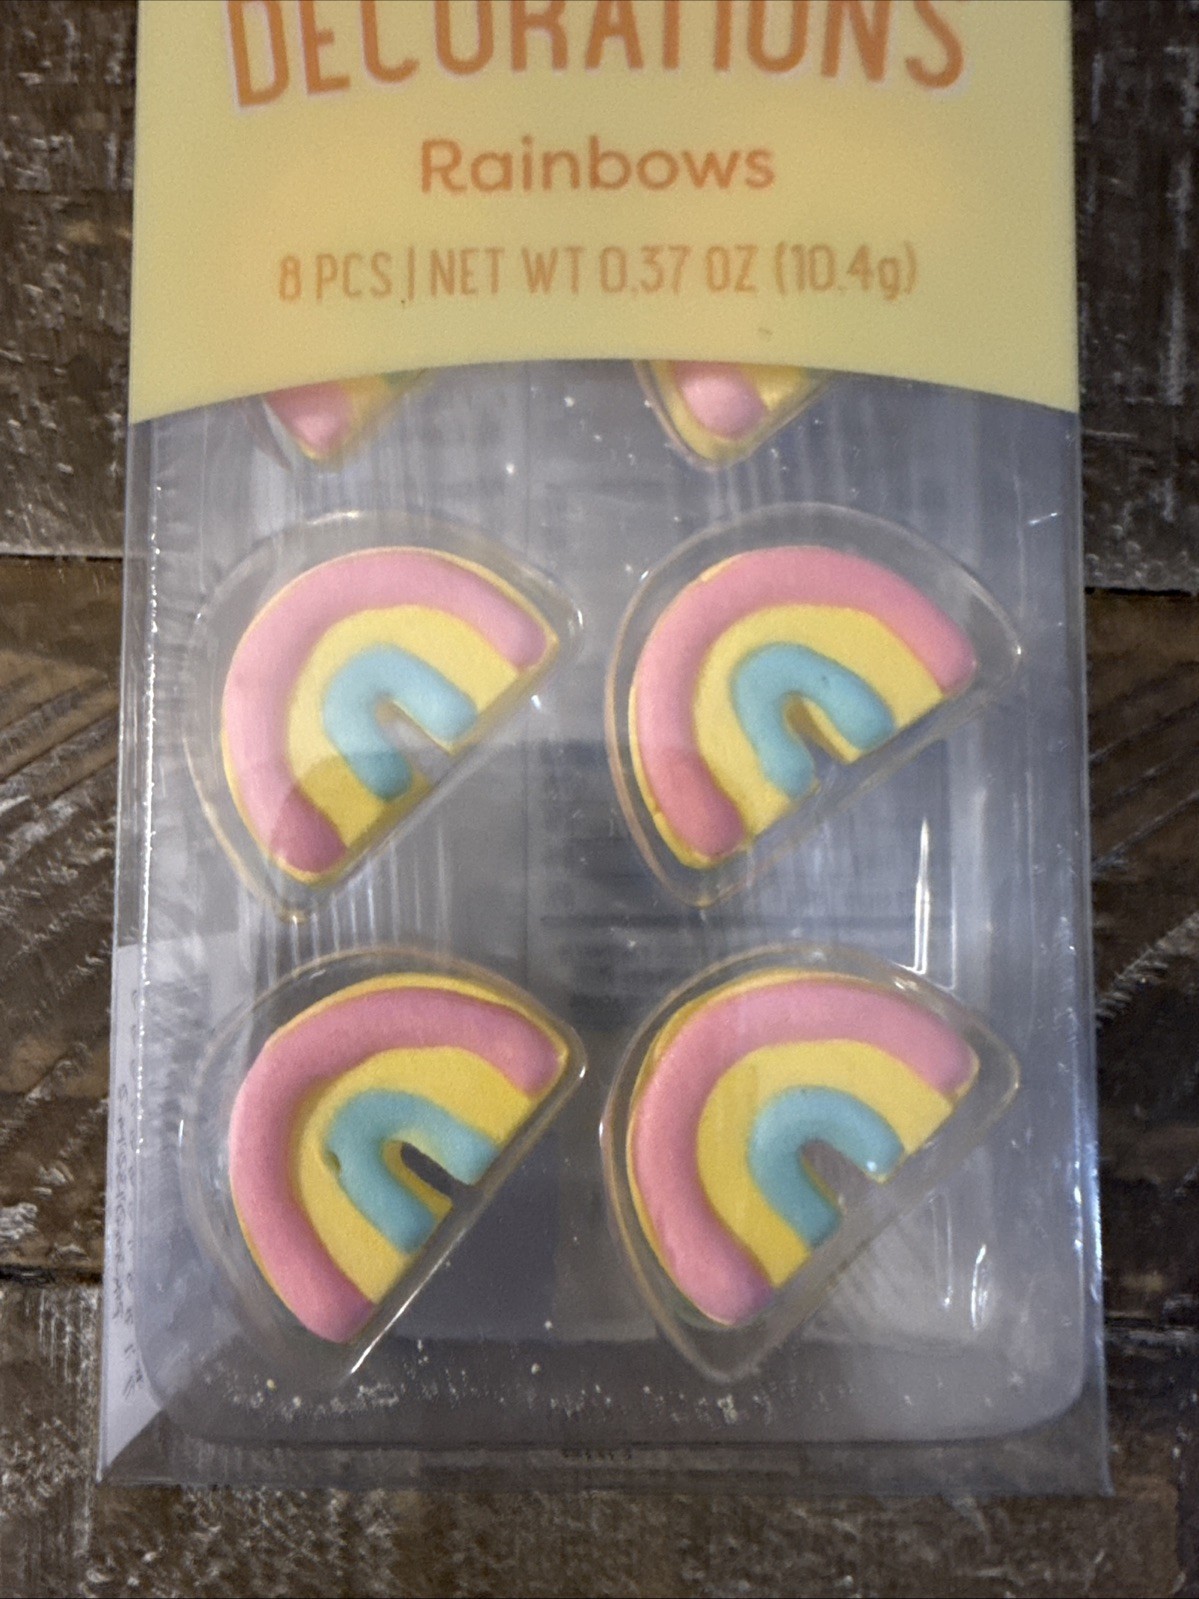 DECORATIONS
Rainbows
8 PCS | NET WT 0.37 OZ (10.4g)